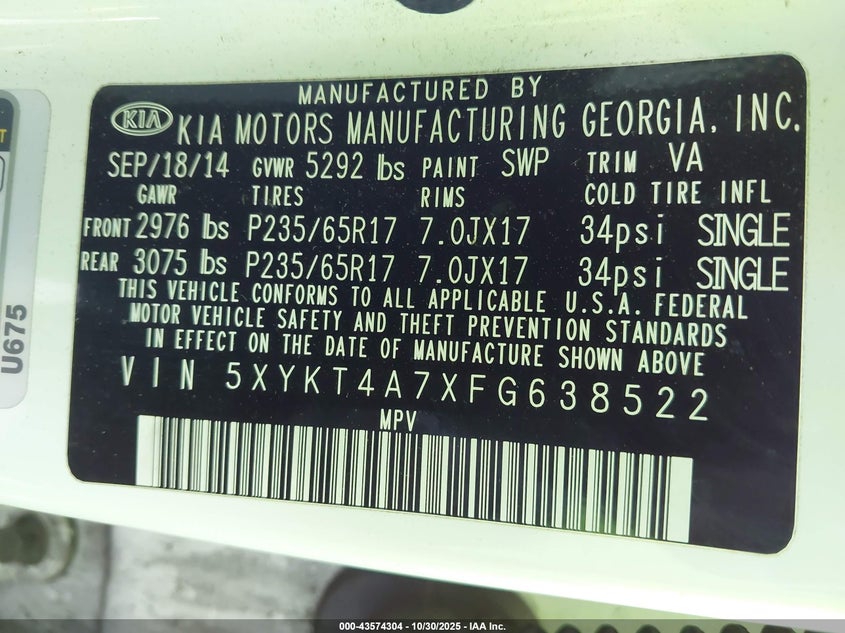 MANUFACTURED BY
KIA KIA MOTORS MANUFACTURING GEORGIA, INC.
SEP/18/14 GVWR 5292 lbs PAINT SWP TRIM VA
GAWR TIRES RIMS COLD TIRE INFL
FRONT 2976 lbs P235/65R17 7.0JX17 34psi SINGLE
REAR 3075 lbs P235/65R17 7.0JX17 34psi SINGLE
THIS VEHICLE CONFORMS TO ALL APPLICABLE U.S.A. FEDERAL
MOTOR VEHICLE SAFETY AND THEFT PREVENTION STANDARDS
IN EFFECT ON THE DATE OF MANUFACTURE SHOWN ABOVE
VIN 5XYKT4A7XFG638522
MPV
U675
000-43574304 | 10/30/2025 - IAA Inc.